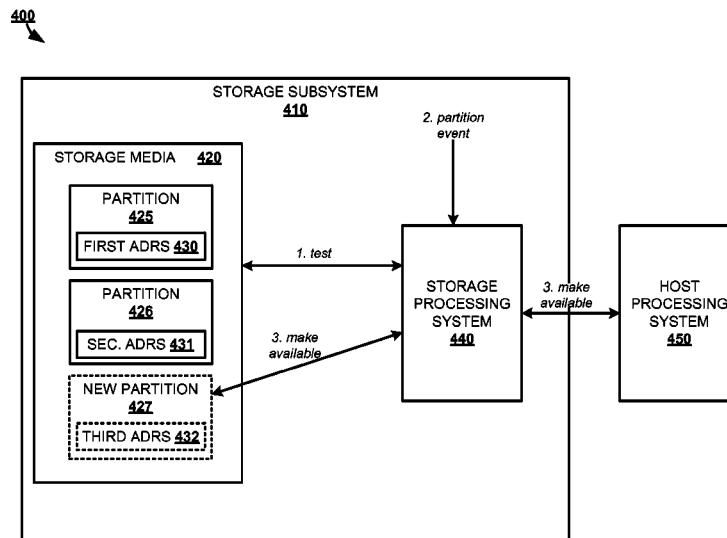 400
STORAGE SUBSYSTEM
410
2. partition
event
STORAGE MEDIA 420
PARTITION
425
FIRST ADRS 430
1. test
PARTITION
426
SEC. ADRS 431
3. make
available
NEW PARTITION
427
THIRD ADRS 432
STORAGE
PROCESSING
SYSTEM
440
3. make
available
HOST
PROCESSING
SYSTEM
450